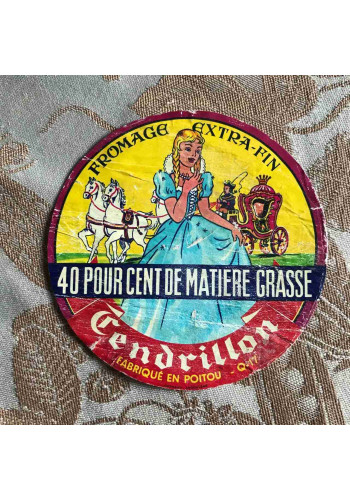 FROMAGE EXTRA-FIN
40 POUR CENT DE MATIERE GRASSE
Cendrillon
FABRIQUÉ EN POITOU